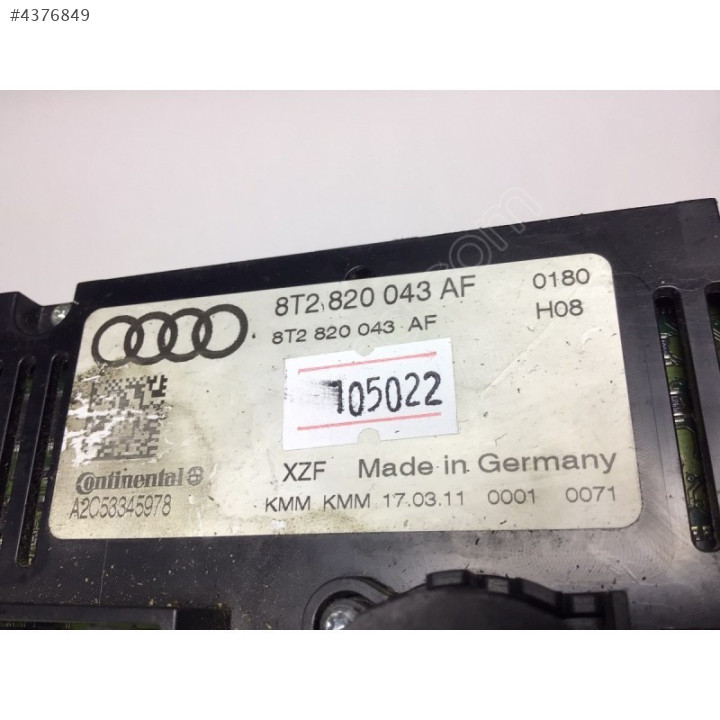 #4376849
8T2 820 043 AF 0180
8T2 820 043 AF H08
105022
XZF Made in Germany
Continental
KMM KMM 17.03.11 0001 0071
A2C53345978